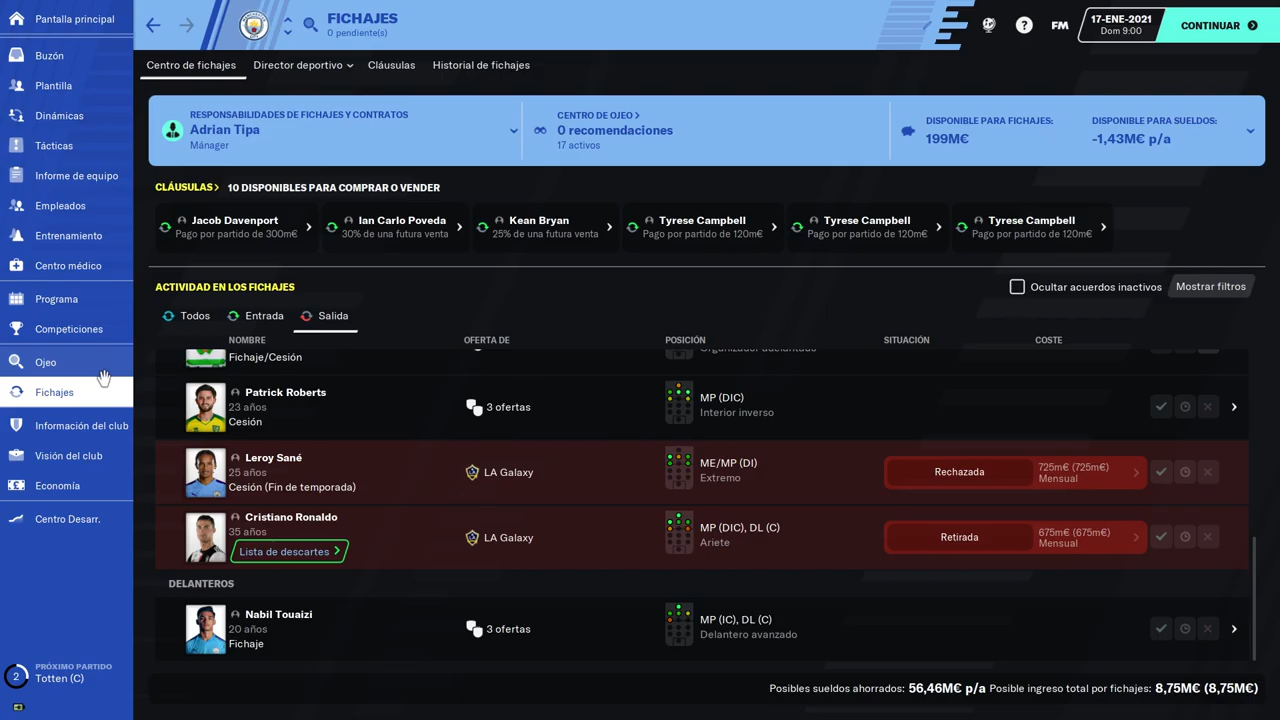 Pantalla principal
FICHAJES
0 pendiente(s)
FM
17-ENE-2021
Dom 9:00
CONTINUAR
Buzón
Plantilla
Dinámicas
Tácticas
Informe de equipo
Empleados
Entrenamiento
Centro médico
Programa
Competiciones
Ojeo
Fichajes
Información del club
Visión del club
Economía
Centro Desarr.
PRÓXIMO PARTIDO
2 Totten (C)
Centro de fichajes
Director deportivo
Cláusulas
Historial de fichajes
RESPONSABILIDADES DE FICHAJES Y CONTRATOS
Adrian Tipa
Mánager
CENTRO DE OJEO >
0 recomendaciones
17 activos
DISPONIBLE PARA FICHAJES:
199M€
DISPONIBLE PARA SUELDOS:
-1,43M€ p/a
CLÁUSULAS > 10 DISPONIBLES PARA COMPRAR O VENDER
Jacob Davenport
Pago por partido de 300m€
Ian Carlo Poveda
30% de una futura venta
Kean Bryan
25% de una futura venta
Tyrese Campbell
Pago por partido de 120m€
Tyrese Campbell
Pago por partido de 120m€
Tyrese Campbell
Pago por partido de 120m€
ACTIVIDAD EN LOS FICHAJES
Ocultar acuerdos inactivos
Mostrar filtros
Todos
Entrada
Salida
NOMBRE OFERTA DE POSICIÓN SITUACIÓN COSTE
Fichaje/Cesión
Organizador adelantado
Patrick Roberts
23 años
Cesión
3 ofertas
MP (DIC)
Interior inverso
Leroy Sané
25 años
Cesión (Fin de temporada)
LA Galaxy
ME/MP (DI)
Extremo
Rechazada
725m€ (725m€)
Mensual
Cristiano Ronaldo
35 años
Lista de descartes
LA Galaxy
MP (DIC), DL (C)
Ariete
Retirada
675m€ (675m€)
Mensual
DELANTEROS
Nabil Touaizi
20 años
Fichaje
3 ofertas
MP (IC), DL (C)
Delantero avanzado
Posibles sueldos ahorrados: 56,46M€ p/a Posible ingreso total por fichajes: 8,75M€ (8,75M€)